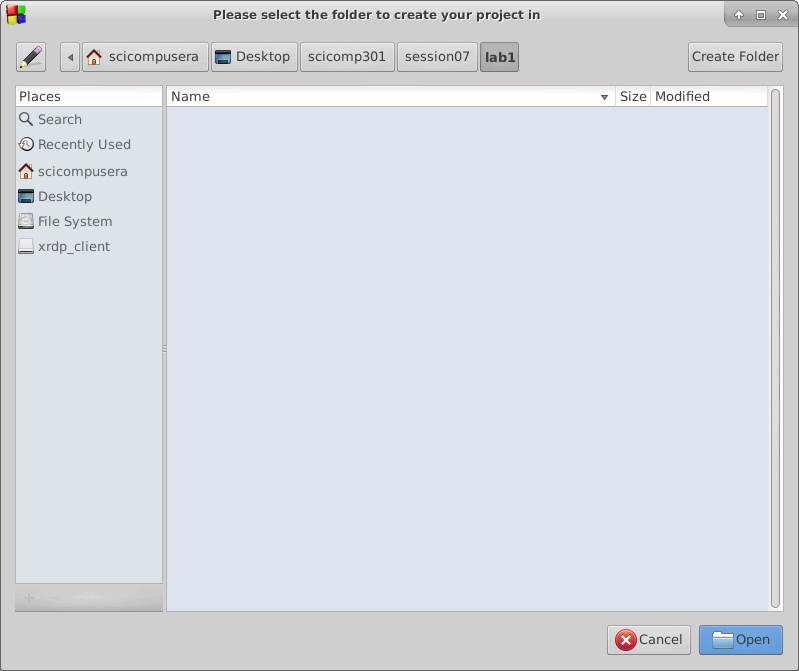 Please select the folder to create your project in
scicompusera Desktop scicomp301 session07 lab1 Create Folder
Places Name Size Modified
Search
Recently Used
scicompusera
Desktop
File System
xrdp_client
Cancel Open